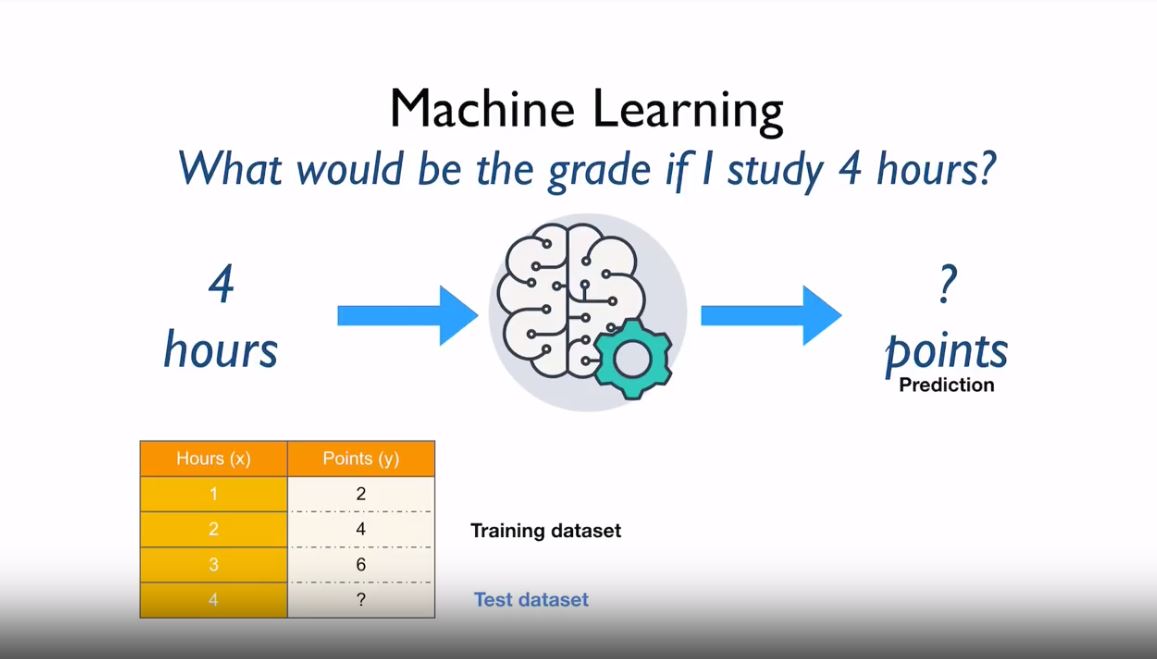 Machine Learning
What would be the grade if I study 4 hours?
4
hours
?
points
Prediction
Hours (x) Points (y)
1 2
2 4
3 6
4 ?
Training dataset
Test dataset